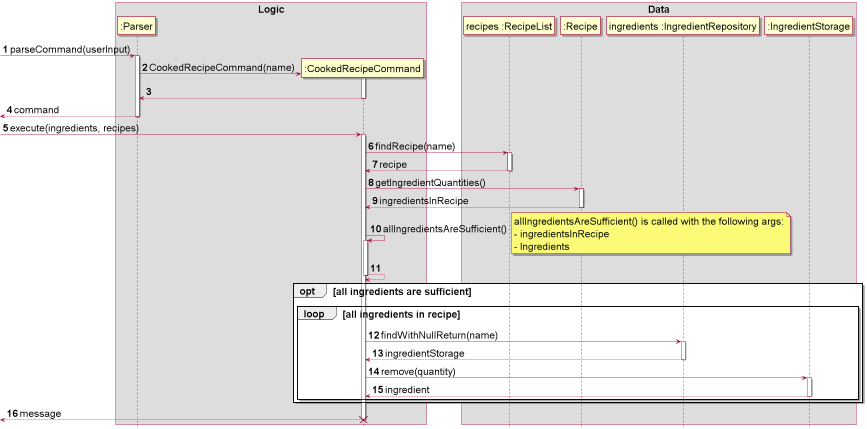 Logic
Data
:Parser
recipes :RecipeList
:Recipe
ingredients :IngredientRepository
:IngredientStorage
1 parseCommand(userInput)
2 CookedRecipeCommand(name)
:CookedRecipeCommand
3
4 command
5 execute(ingredients, recipes)
6 findRecipe(name)
7 recipe
8 getIngredientQuantities()
9 ingredientsInRecipe
10 allIngredientsAreSufficient()
allIngredientsAreSufficient() is called with the following args:
- ingredientsInRecipe
- Ingredients
11
opt [all ingredients are sufficient]
loop [all ingredients in recipe]
12 findWithNullReturn(name)
13 ingredientStorage
14 remove(quantity)
15 ingredient
16 message